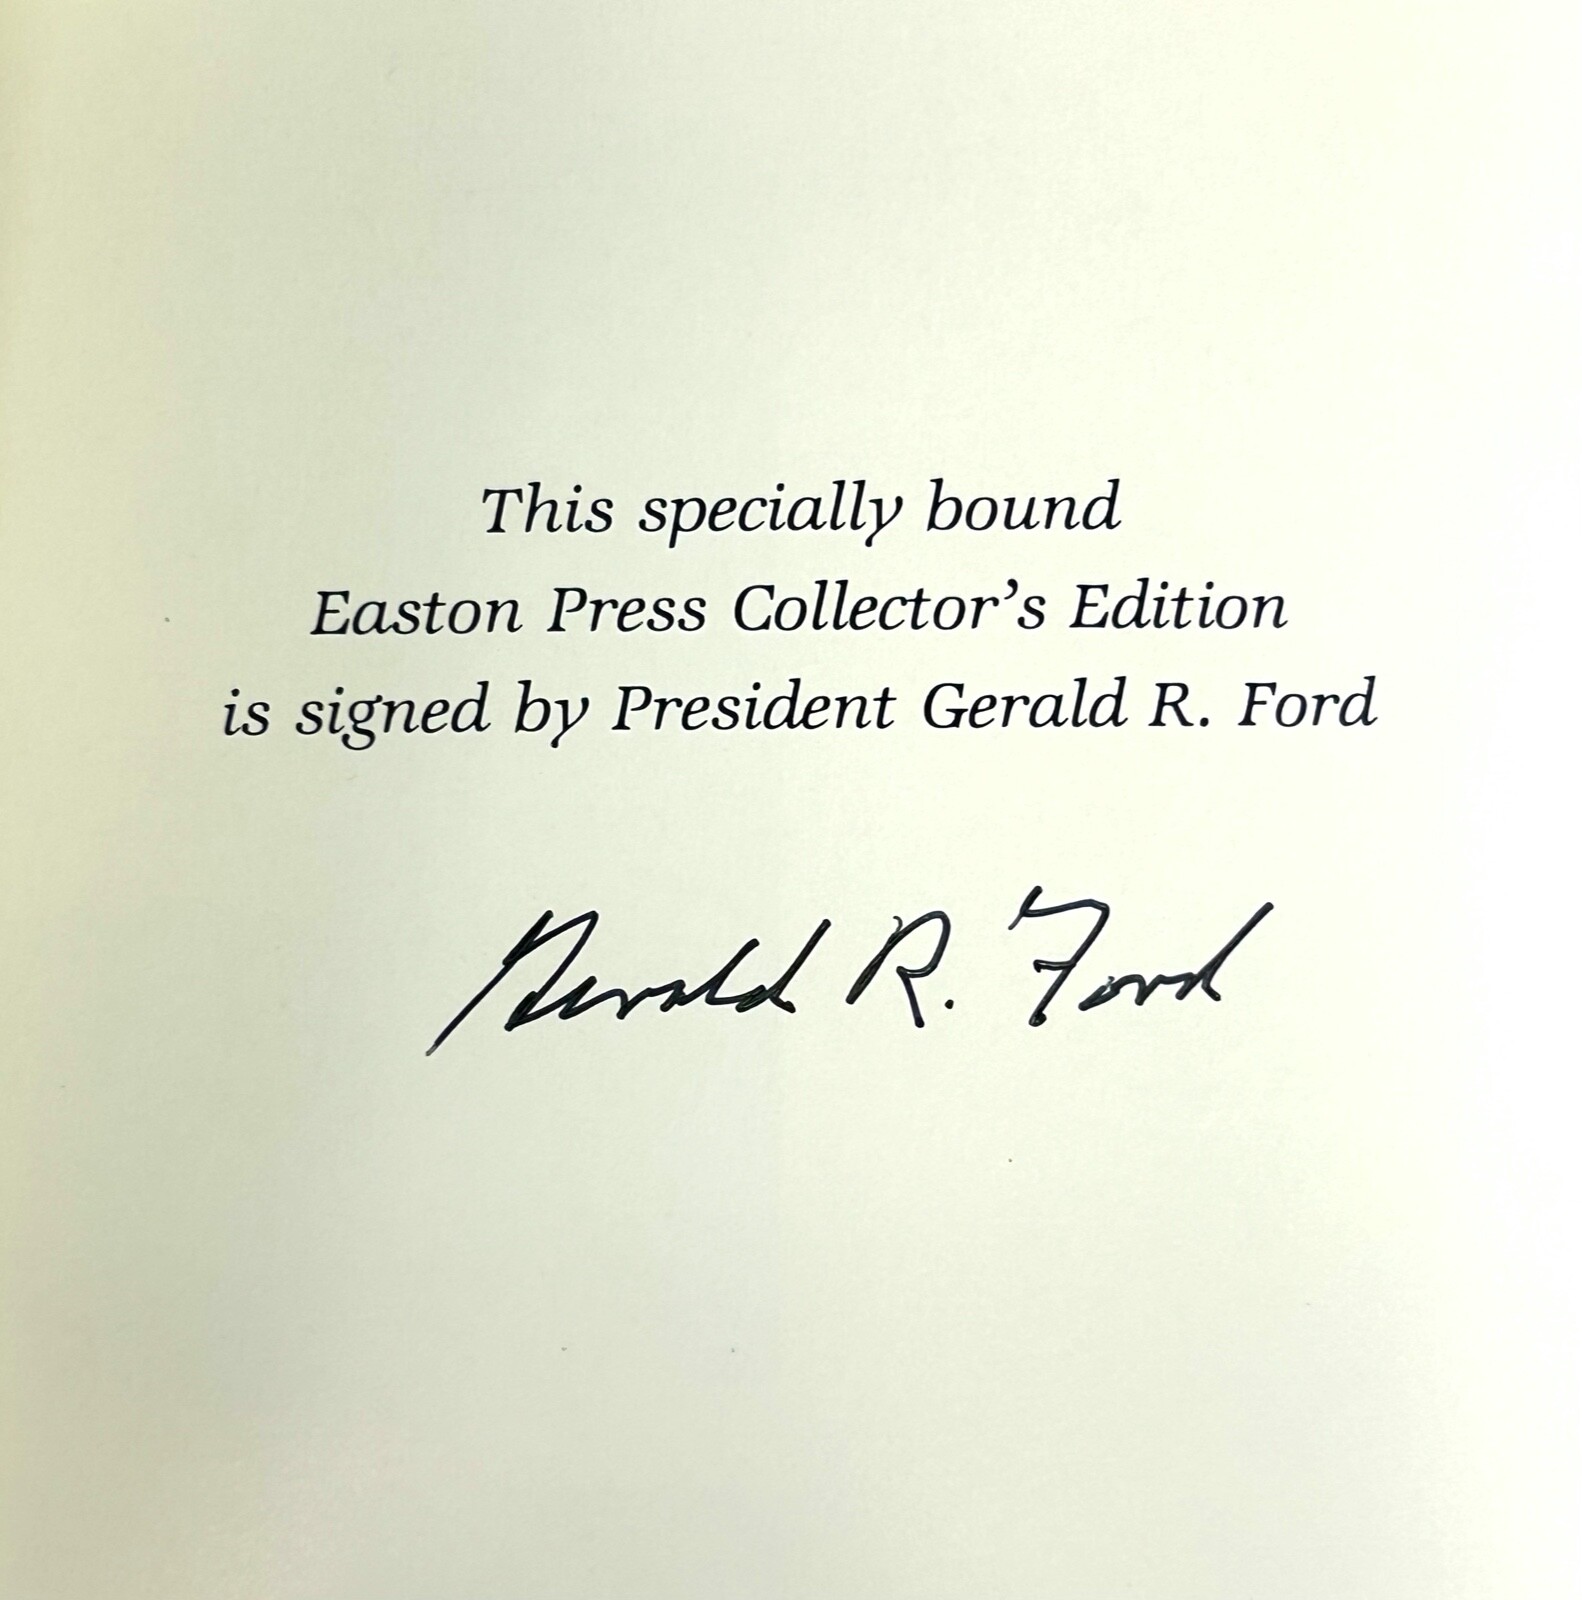 This specially bound
Easton Press Collector’s Edition
is signed by President Gerald R. Ford
Gerald R. Ford